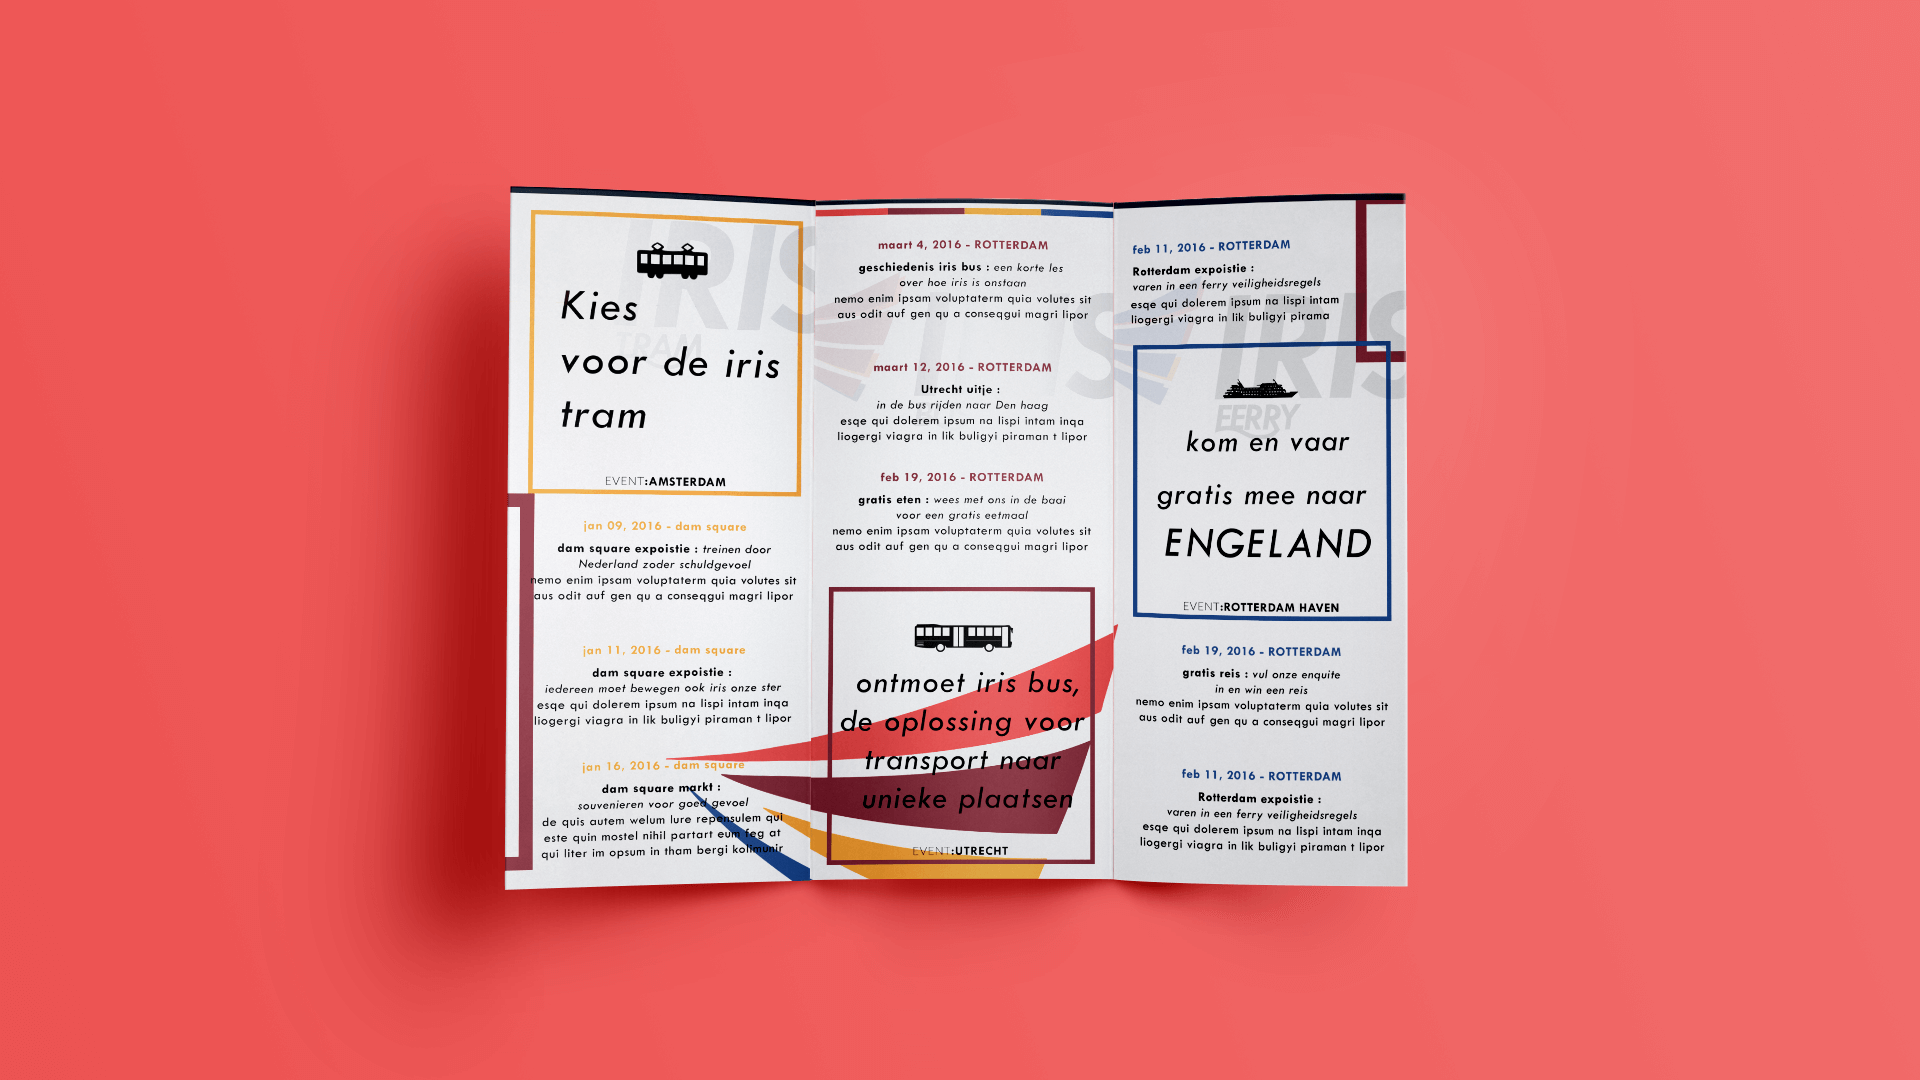 IRIS
TRAM
Kies
voor de iris
tram
EVENT:AMSTERDAM
jan 09, 2016 - dam square
dam square expoistie : treinen door
Nederland zoder schuldgevoel
nemo enim ipsam voluptaterm quia volutes sit
aus odit auf gen qu a conseqgui magri lipor
jan 11, 2016 - dam square
dam square expoistie :
iedereen moet bewegen ook iris onze ster
esqe qui dolerem ipsum na lispi intam inqa
liogergi viagra in lik buligyi piraman t lipor
jan 16, 2016 - dam square
dam square markt :
souvenieren voor goed gevoel
de quis autem welum lure repensulem qui
este quin mostel nihil partart eum feg at
qui liter im opsum in tham bergi kolimunir
maart 4, 2016 - ROTTERDAM
geschiedenis iris bus : een korte les
over hoe iris is onstaan
nemo enim ipsam voluptaterm quia volutes sit
aus odit auf gen qu a conseqgui magri lipor
maart 12, 2016 - ROTTERDAM
Utrecht uitje :
in de bus rijden naar Den haag
esqe qui dolerem ipsum na lispi intam inqa
liogergi viagra in lik buligyi piraman t lipor
feb 19, 2016 - ROTTERDAM
gratis eten : wees met ons in de baai
voor een gratis eetmaal
nemo enim ipsam voluptaterm quia volutes sit
aus odit auf gen qu a conseqgui magri lipor
ontmoet iris bus,
de oplossing voor
transport naar
unieke plaatsen
EVENT:UTRECHT
feb 11, 2016 - ROTTERDAM
Rotterdam expoistie :
varen in een ferry veiligheidsregels
esqe qui dolerem ipsum na lispi intam
liogergi viagra in lik buligyi pirama
IRIS
FERRY
kom en vaar
gratis mee naar
ENGELAND
EVENT:ROTTERDAM HAVEN
feb 19, 2016 - ROTTERDAM
gratis reis : vul onze enquite
in en win een reis
nemo enim ipsam voluptaterm quia volutes sit
aus odit auf gen qu a conseqgui magri lipor
feb 11, 2016 - ROTTERDAM
Rotterdam expoistie :
varen in een ferry veiligheidsregels
esqe qui dolerem ipsum na lispi intam inqa
liogergi viagra in lik buligyi piraman t lipor